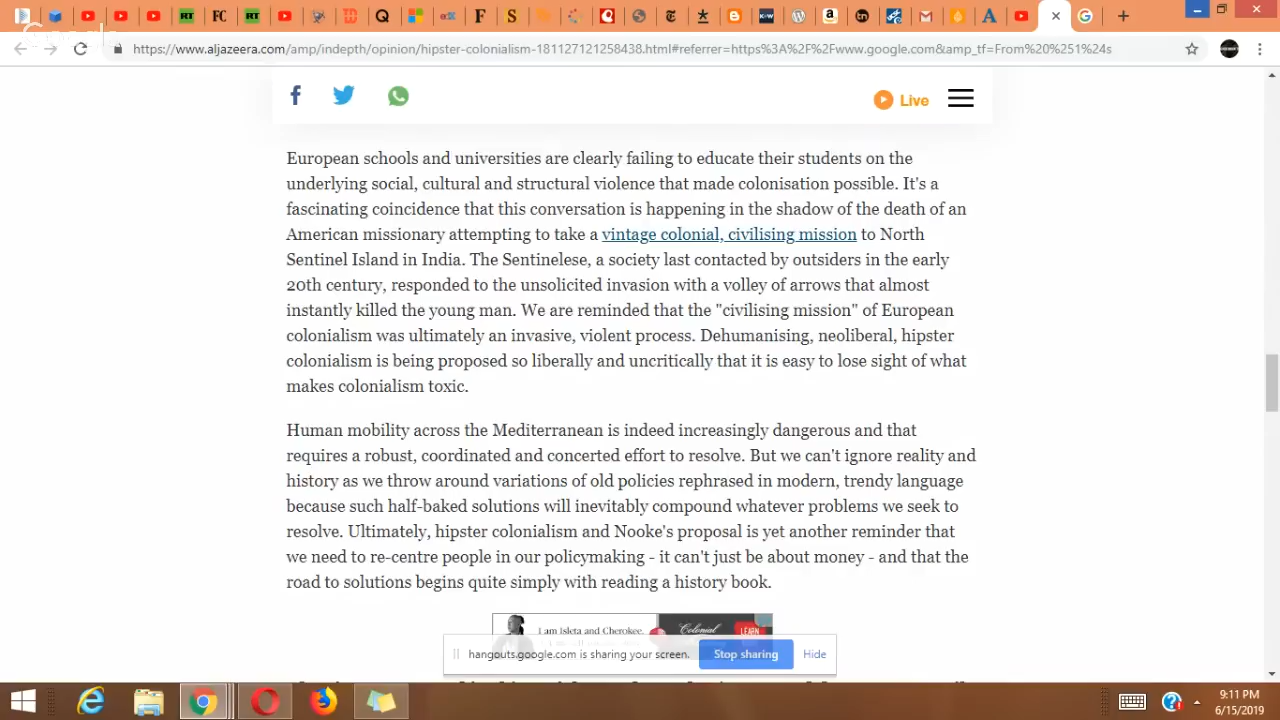 RT
FC
RT
https://www.aljazeera.com/amp/indepth/opinion/hipster-colonialism-181127121258438.html#referrer=https%3A%2F%2Fwww.google.com&amp_tf=From%20%251%24s
Live
European schools and universities are clearly failing to educate their students on the
underlying social, cultural and structural violence that made colonisation possible. It's a
fascinating coincidence that this conversation is happening in the shadow of the death of an
American missionary attempting to take a vintage colonial, civilising mission to North
Sentinel Island in India. The Sentinelese, a society last contacted by outsiders in the early
20th century, responded to the unsolicited invasion with a volley of arrows that almost
instantly killed the young man. We are reminded that the "civilising mission" of European
colonialism was ultimately an invasive, violent process. Dehumanising, neoliberal, hipster
colonialism is being proposed so liberally and uncritically that it is easy to lose sight of what
makes colonialism toxic.
Human mobility across the Mediterranean is indeed increasingly dangerous and that
requires a robust, coordinated and concerted effort to resolve. But we can't ignore reality and
history as we throw around variations of old policies rephrased in modern, trendy language
because such half-baked solutions will inevitably compound whatever problems we seek to
resolve. Ultimately, hipster colonialism and Nooke's proposal is yet another reminder that
we need to re-centre people in our policymaking - it can't just be about money - and that the
road to solutions begins quite simply with reading a history book.
I am Isleta and Cherokee. Colonial LEARN
hangouts.google.com is sharing your screen. Stop sharing Hide
9:11 PM
6/15/2019